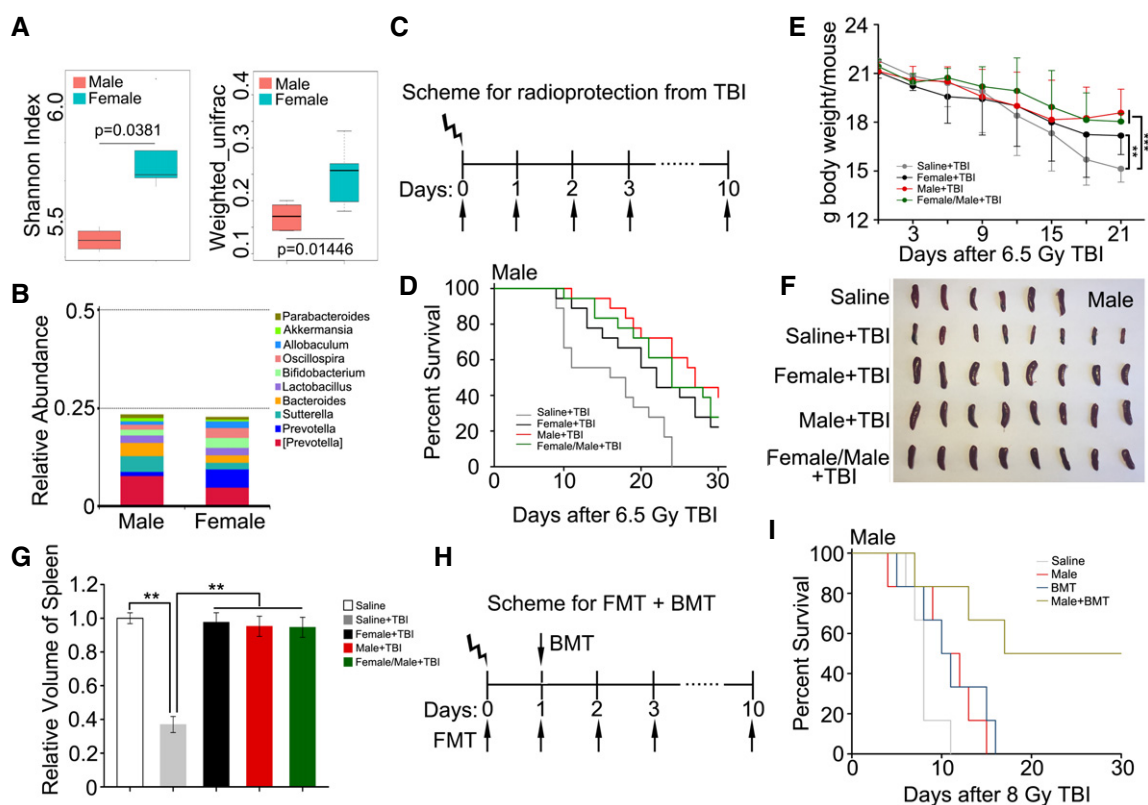 A
Shannon Index
6.0
5.5
Male
Female
p=0.0381
Weighted_unifrac
0.4
0.3
0.2
0.1
Male
Female
p=0.01446
B
Relative Abundance
0.5
0.25
0
Male Female
Parabacteroides
Akkermansia
Allobaculum
Oscillospira
Bifidobacterium
Lactobacillus
Bacteroides
Sutterella
Prevotella
[Prevotella]
C
Scheme for radioprotection from TBI
Days: 0 1 2 3 ...... 10
D
Male
Percent Survival
100
80
60
40
20
0
Saline+TBI
Female+TBI
Male+TBI
Female/Male+TBI
0 10 20 30
Days after 6.5 Gy TBI
E
g body weight/mouse
24
21
18
15
12
Saline+TBI
Female+TBI
Male+TBI
Female/Male+TBI
**
***
3 9 15 21
Days after 6.5 Gy TBI
F
Saline Male
Saline+TBI
Female+TBI
Male+TBI
Female/Male
+TBI
G
Relative Volume of Spleen
1.2
1.0
0.8
0.6
0.4
0.2
0
** **
Saline
Saline+TBI
Female+TBI
Male+TBI
Female/Male+TBI
H
Scheme for FMT + BMT
BMT
Days: 0 1 2 3 ...... 10
FMT
I
Male
Percent Survival
100
80
60
40
20
0
Saline
Male
BMT
Male+BMT
0 10 20 30
Days after 8 Gy TBI